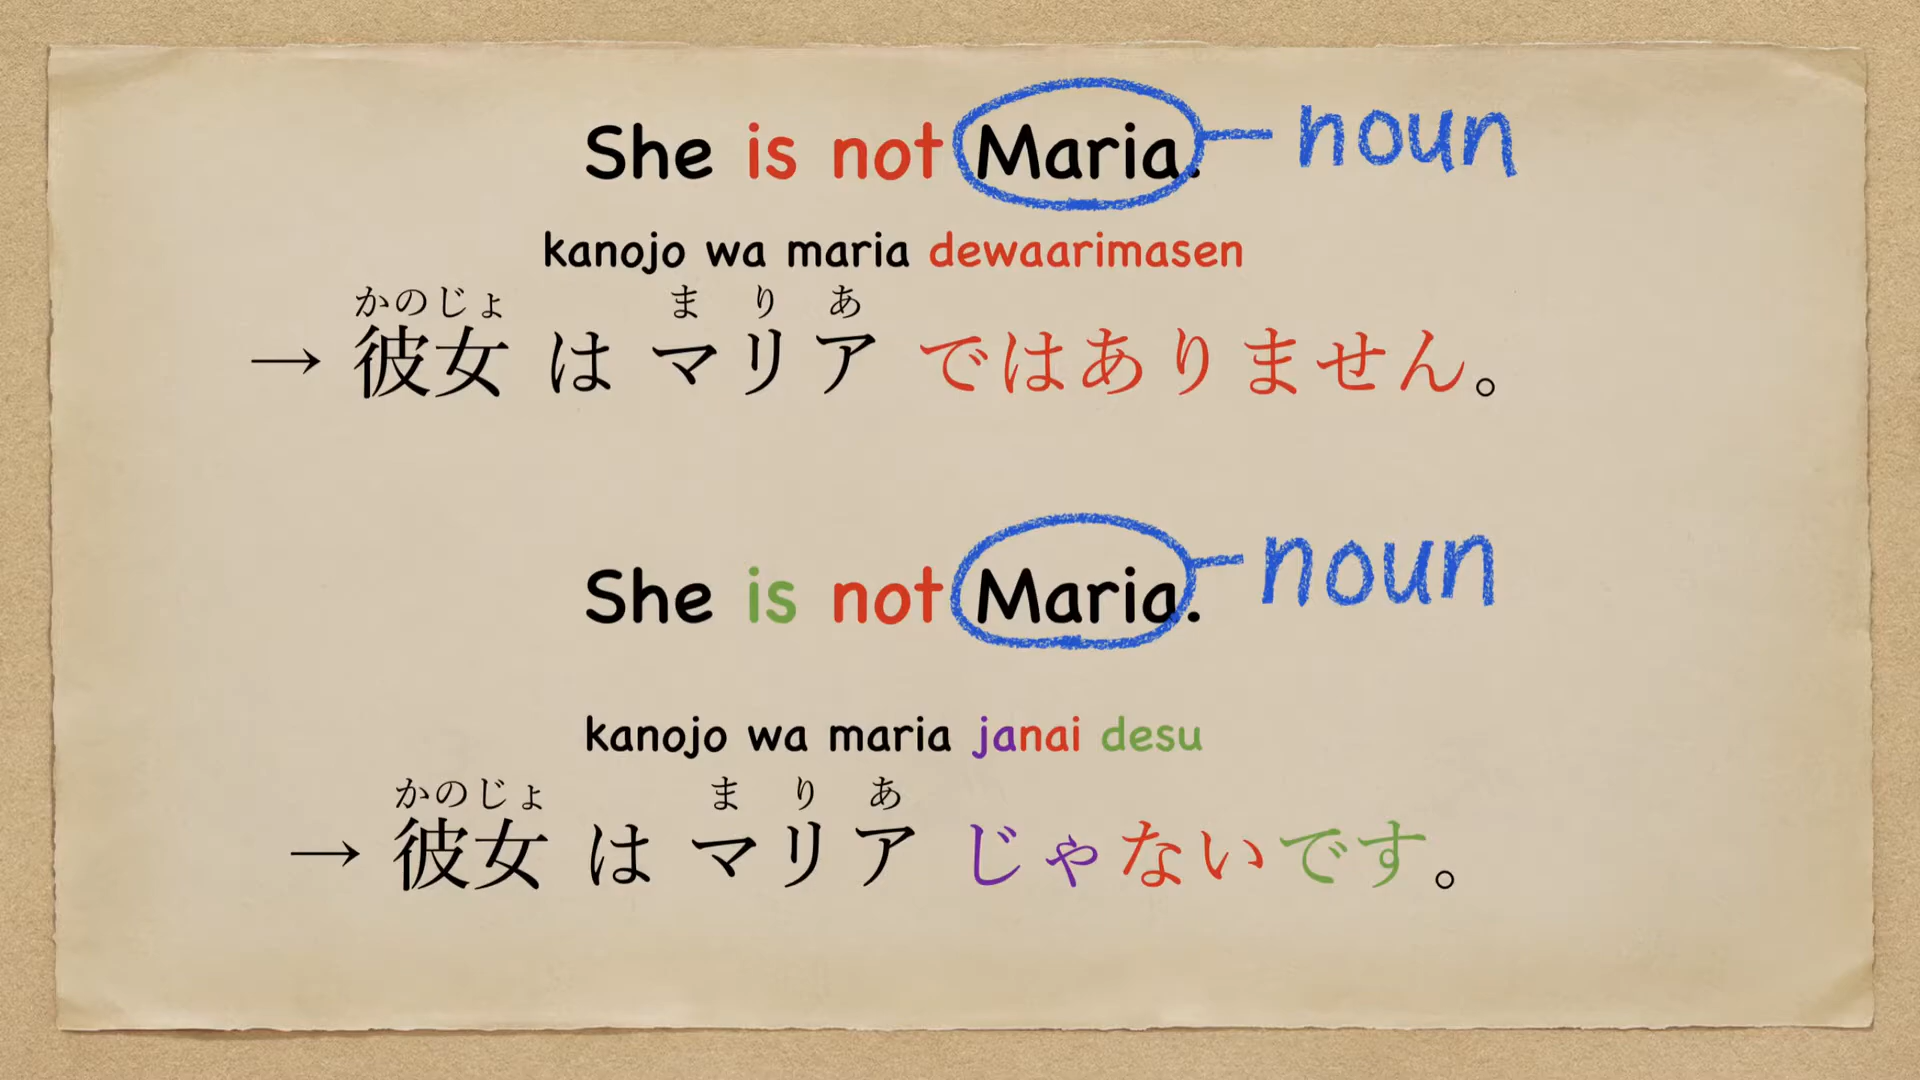 She is not Maria. noun
kanojo wa maria dewaarimasen
かのじょ ま り あ
→ 彼女 は マリア ではありません。
She is not Maria. noun
kanojo wa maria janai desu
かのじょ ま り あ
→ 彼女 は マリア じゃないです。